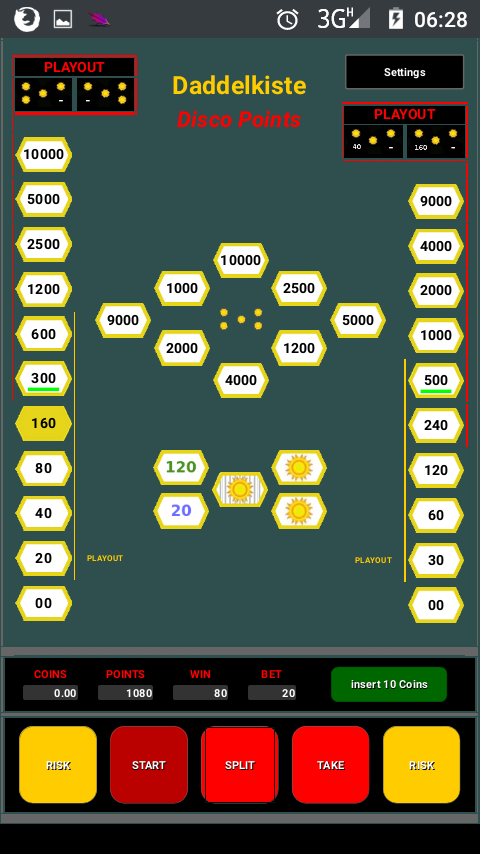 3G H 06:28
PLAYOUT
- -
Daddelkiste
Disco Points
Settings
PLAYOUT
40 - 160 -
10000
5000
2500
1200
600
300
160
80
40
20
00
PLAYOUT
10000
1000 2500
9000 5000
2000 1200
4000
120
20
9000
4000
2000
1000
500
240
120
60
30
00
PLAYOUT
COINS POINTS WIN BET
0.00 1080 80 20
insert 10 Coins
RISK START SPLIT TAKE RISK